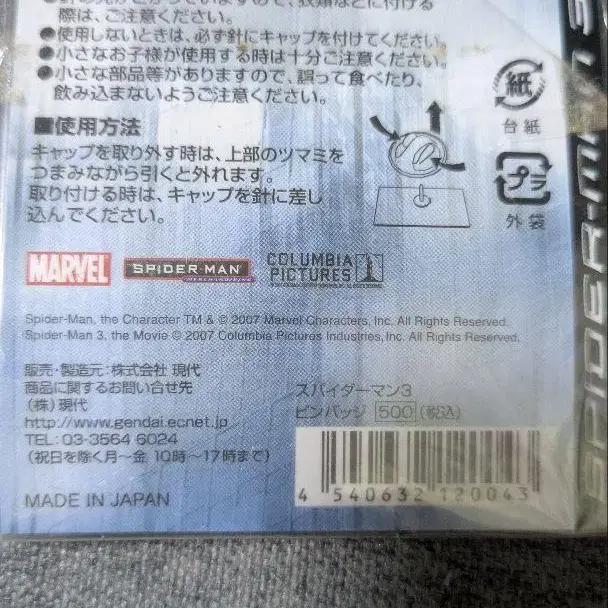 際は、ご注意ください。
●使用しないときは、必ず針にキャップを付けてください。
●小さなお子様が使用する時は十分ご注意ください。
●小さな部品等がありますので、誤って食べたり、
飲み込まないようご注意ください。
■使用方法
キャップを取り外す時は、上部のツマミを
つまみながら引くと外れます。
取り付ける時は、キャップを針に差し
込んでください。
紙
台紙
プラ
外袋
MARVEL
SPIDER-MAN
MERCHANDISING
COLUMBIA
PICTURES
Spider-Man, the Character TM & © 2007 Marvel Characters, Inc. All Rights Reserved.
Spider-Man 3, the Movie © 2007 Columbia Pictures Industries, Inc. All Rights Reserved.
販売・製造元：株式会社 現代
商品に関するお問い合せ先
（株）現代
http://www.gendai.ecnet.jp
TEL：03-3564 6024
（祝日を除く月〜金 10時〜17時まで）
MADE IN JAPAN
スパイダーマン3
ピンバッジ 500 (税込)
4 540632 120043
SPIDER-MAN 3